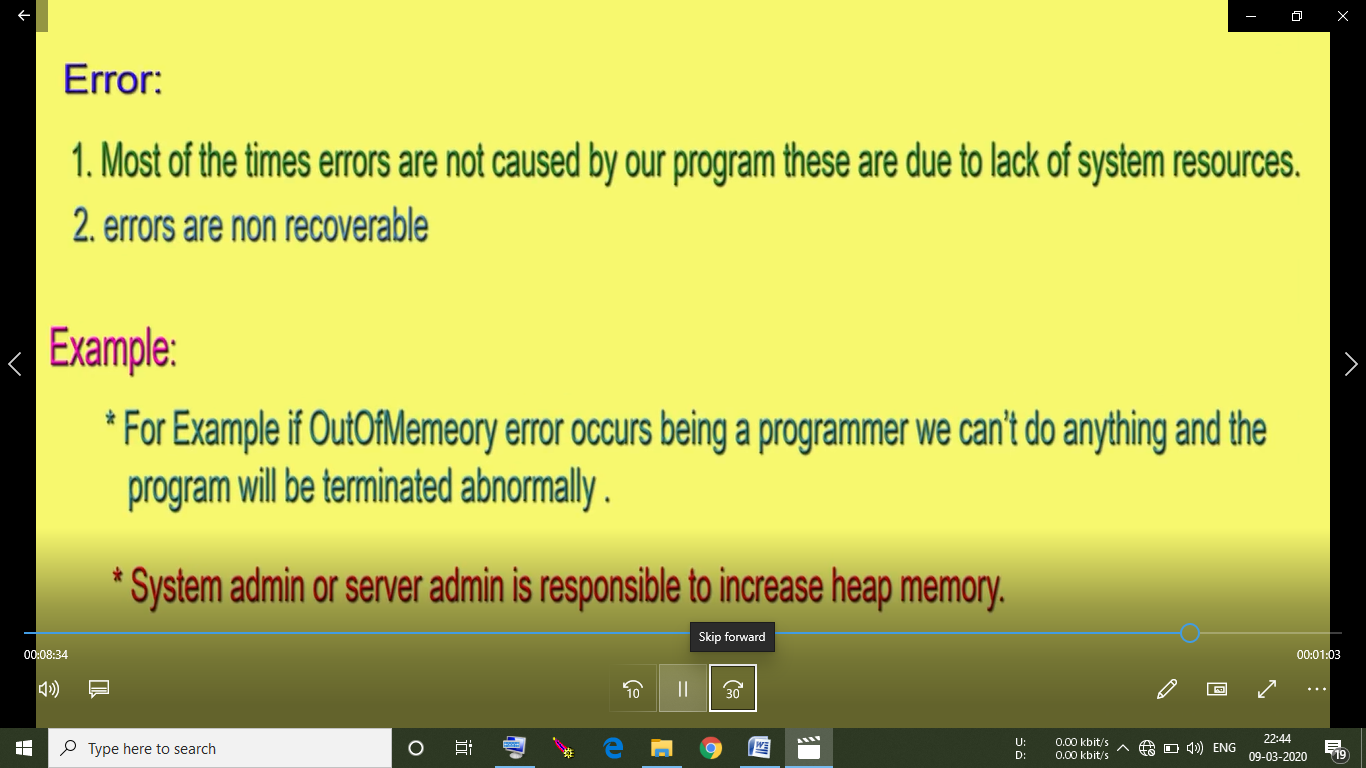 Error:
1. Most of the times errors are not caused by our program these are due to lack of system resources.
2. errors are non recoverable
Example:
* For Example if OutOfMemeory error occurs being a programmer we can't do anything and the
program will be terminated abnormally .
* System admin or server admin is responsible to increase heap memory.
Skip forward
00:08:34
00:01:03
10
30
Type here to search
U: 0.00 kbit/s
D: 0.00 kbit/s
ENG
22:44
09-03-2020
19